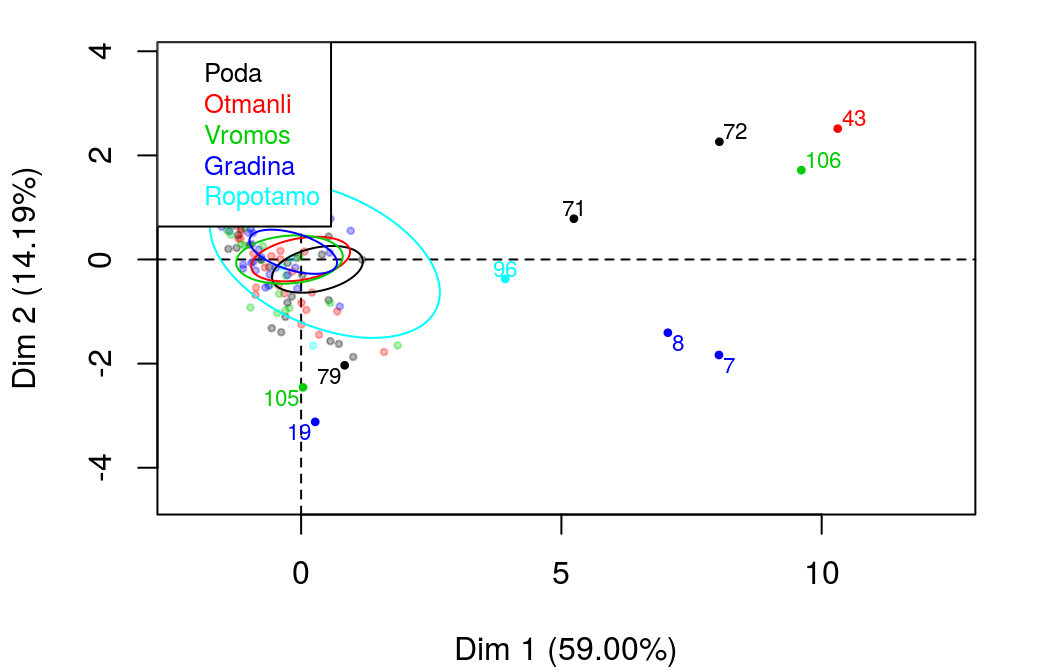 4
2
0
-2
-4
Dim 2 (14.19%)
Poda
Otmanli
Vromos
Gradina
Ropotamo
43
72
106
71
96
8
7
79
105
19
0
5
10
Dim 1 (59.00%)